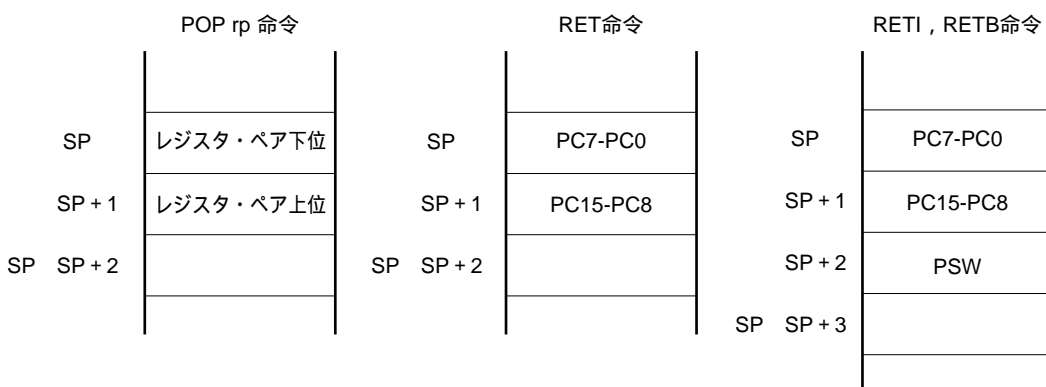 POP rp 命令
SP レジスタ・ペア下位
SP + 1 レジスタ・ペア上位
SP SP + 2
RET命令
SP PC7-PC0
SP + 1 PC15-PC8
SP SP + 2
RETI , RETB命令
SP PC7-PC0
SP + 1 PC15-PC8
SP + 2 PSW
SP SP + 3